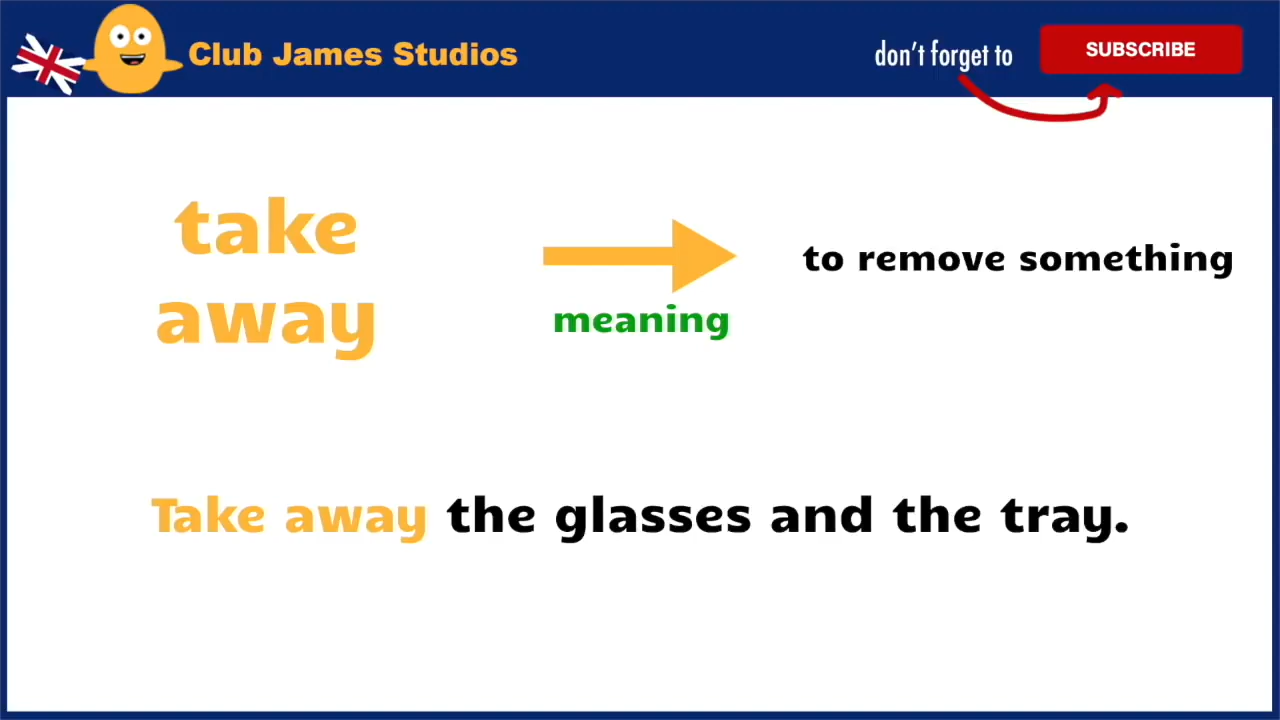 Club James Studios
don't forget to
SUBSCRIBE
take
away
meaning
to remove something
Take away the glasses and the tray.